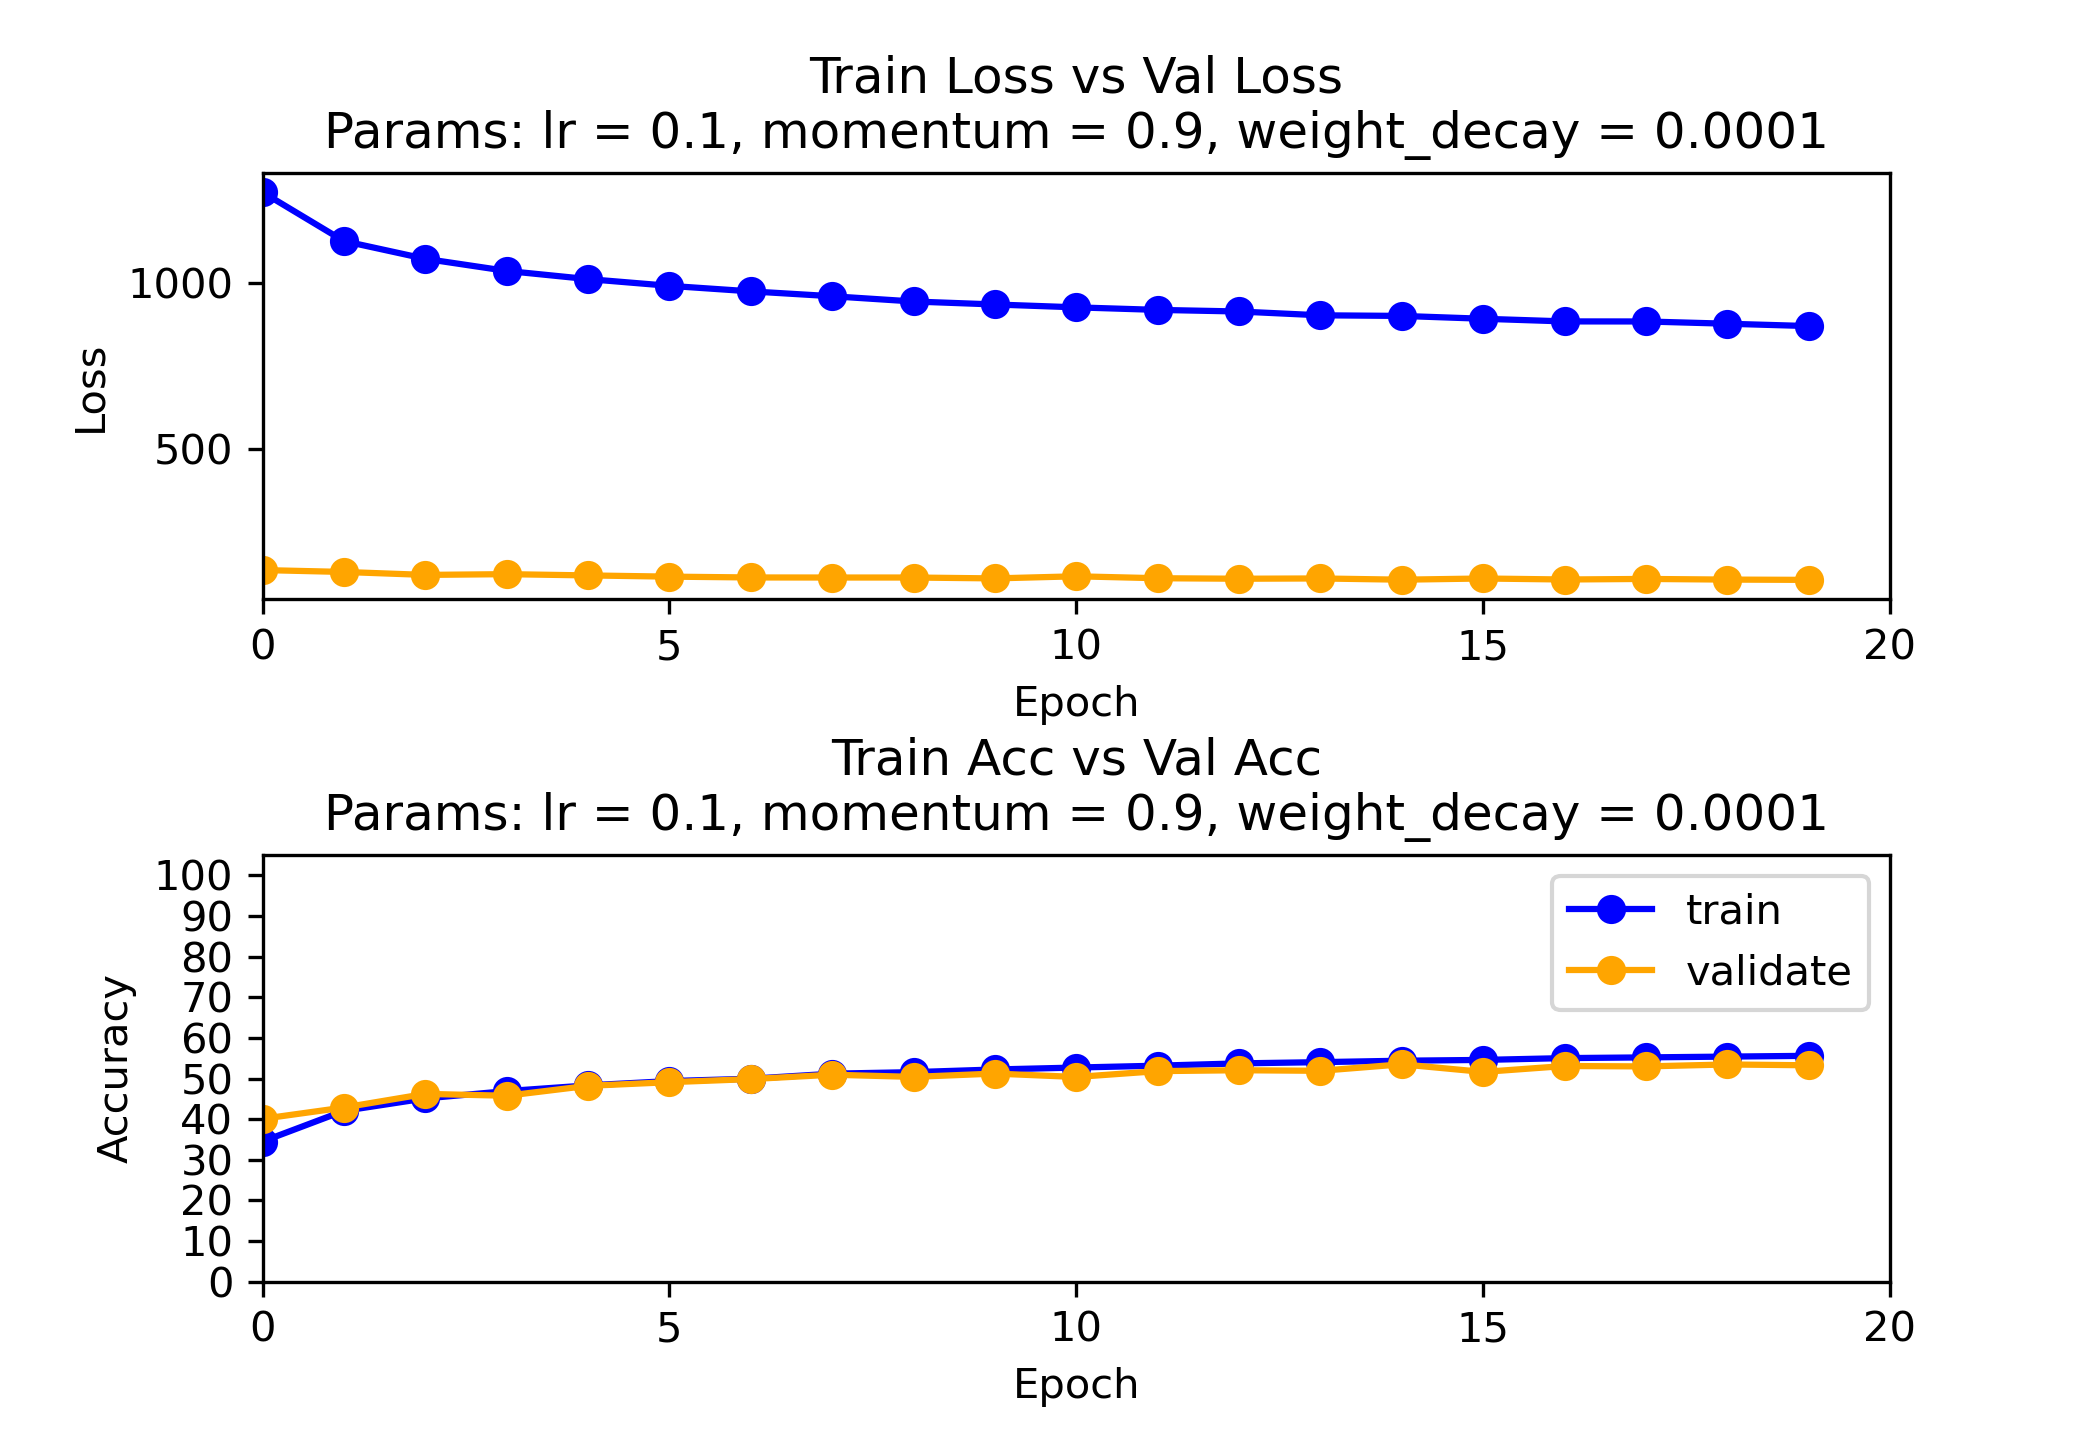 Train Loss vs Val Loss
Params: lr = 0.1, momentum = 0.9, weight_decay = 0.0001
1000
500
Loss
0 5 10 15 20
Epoch
Train Acc vs Val Acc
Params: lr = 0.1, momentum = 0.9, weight_decay = 0.0001
100
90
80
70
60
50
40
30
20
10
0
Accuracy
train
validate
0 5 10 15 20
Epoch